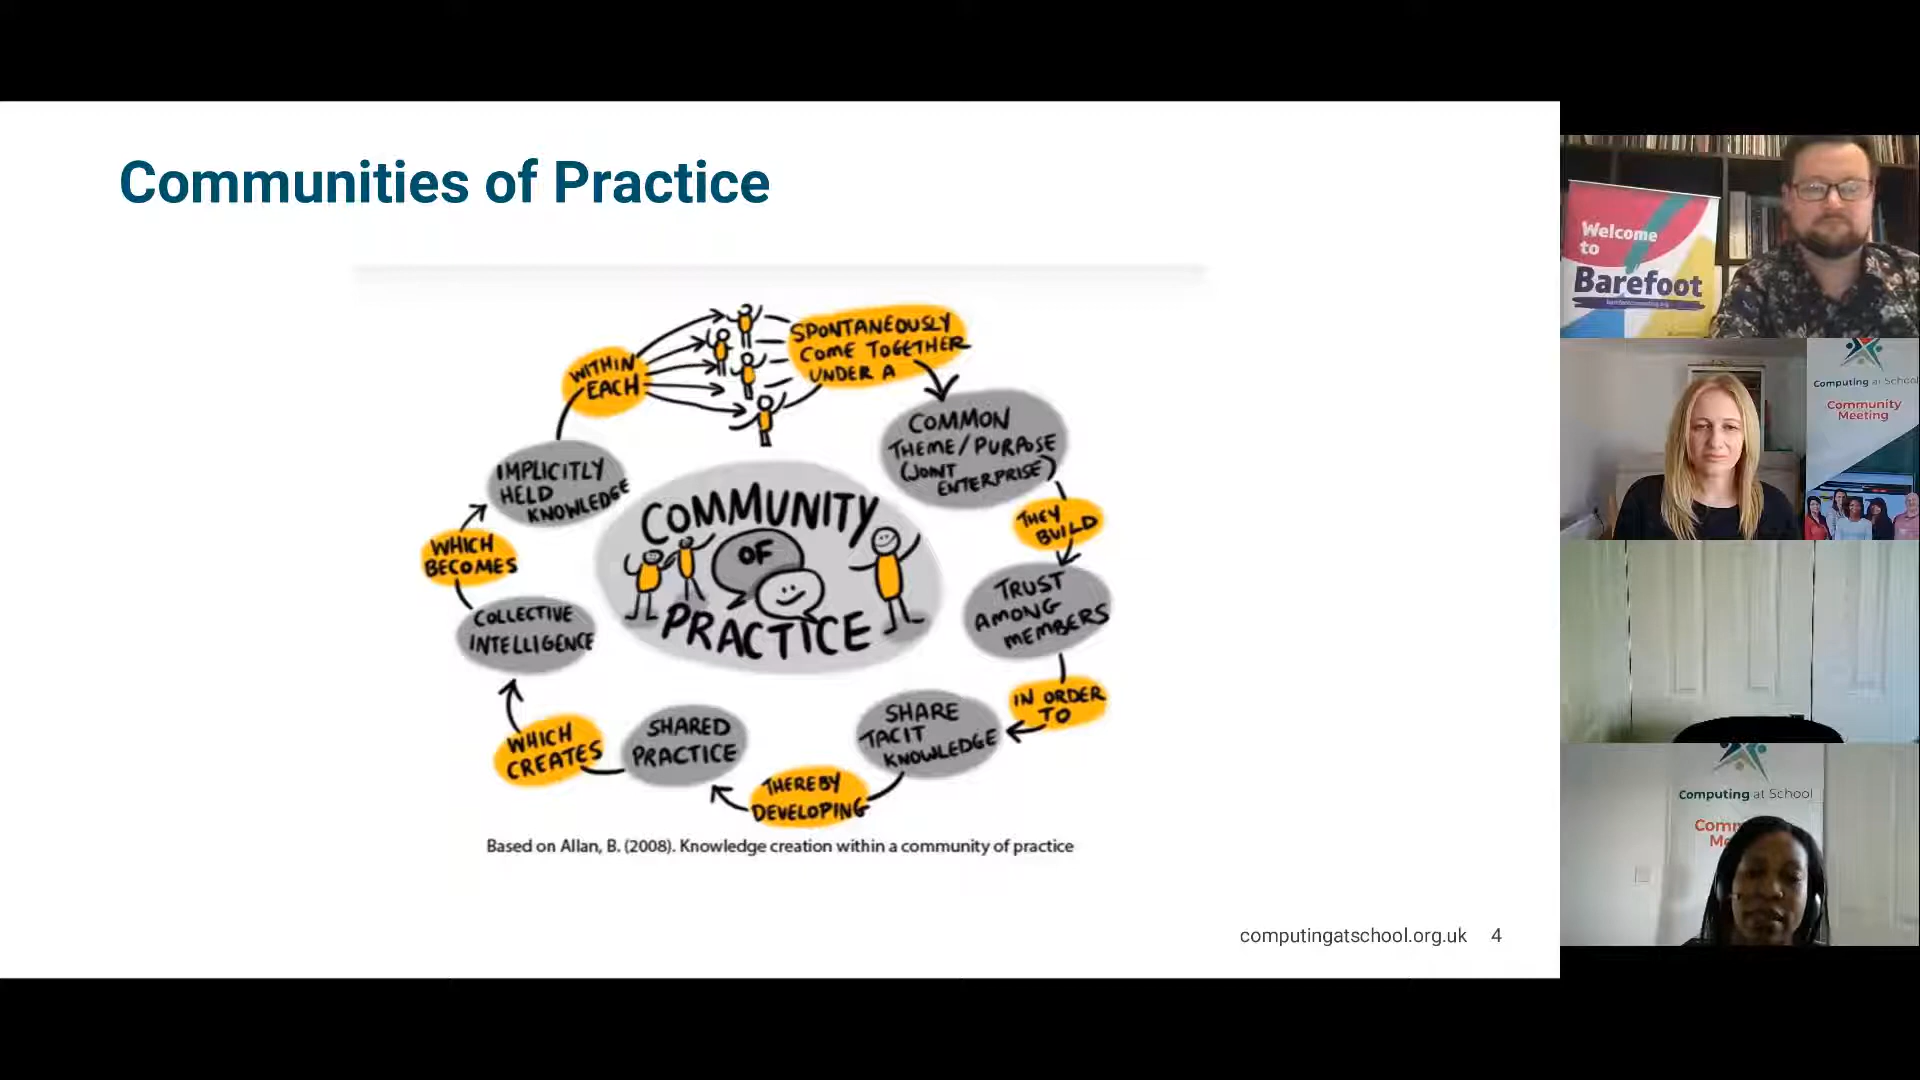 Communities of Practice
WITHIN
EACH
SPONTANEOUSLY
COME TOGETHER
UNDER A
COMMON
THEME/PURPOSE
(JOINT
ENTERPRISE)
THEY
BUILD
TRUST
AMONG
MEMBERS
IN ORDER
TO
SHARE
TACIT
KNOWLEDGE
THEREBY
DEVELOPING
SHARED
PRACTICE
WHICH
CREATES
COLLECTIVE
INTELLIGENCE
WHICH
BECOMES
IMPLICITLY
HELD
KNOWLEDGE
COMMUNITY
OF
PRACTICE
Based on Allan, B. (2008). Knowledge creation within a community of practice
computingatschool.org.uk 4
Welcome
to
Barefoot
Computing at School
Community
Meeting
Computing at School